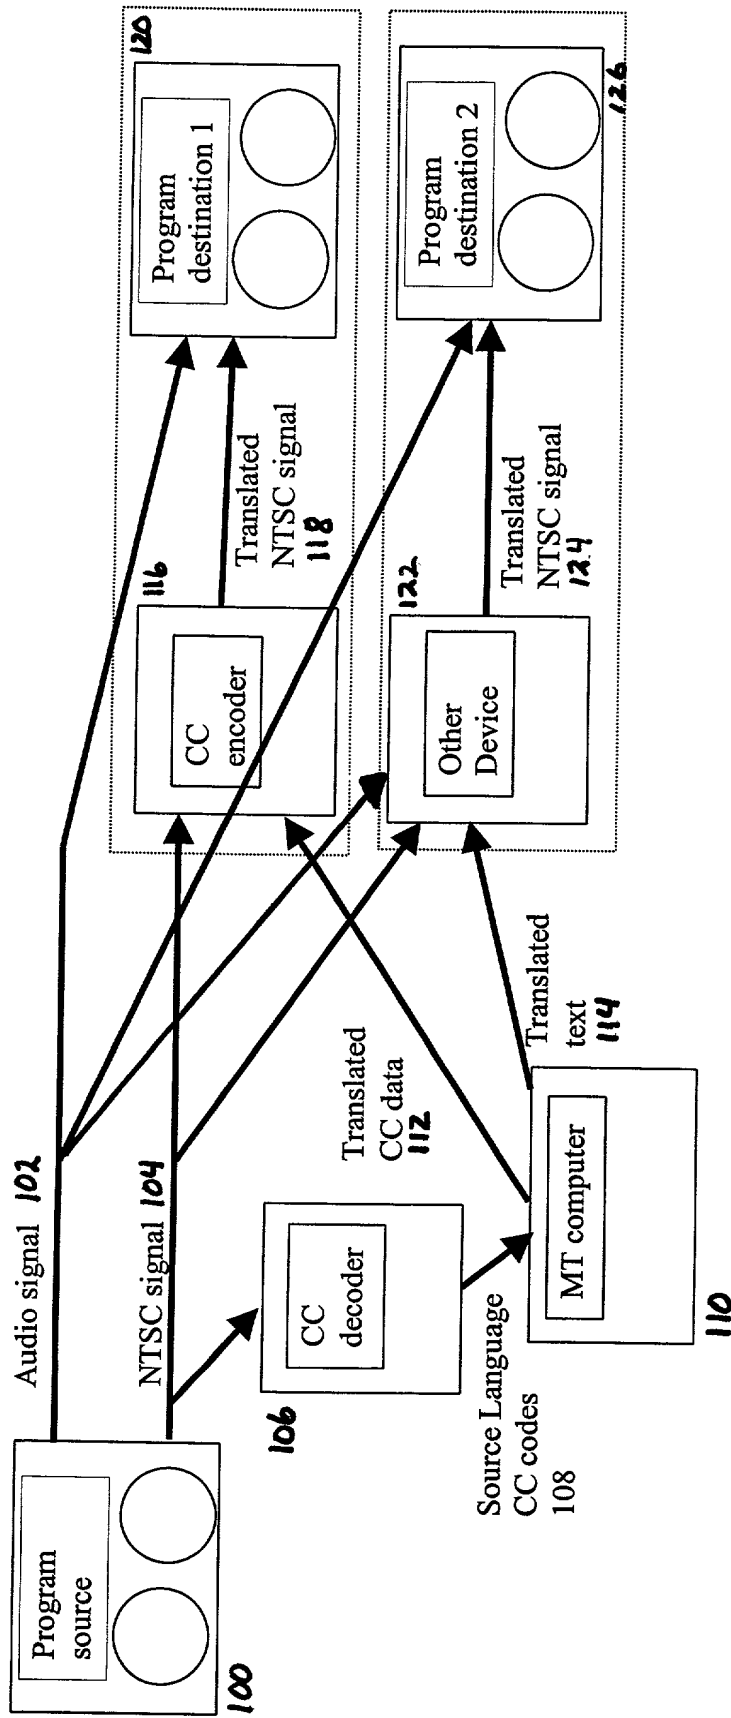 Program
source
100
Audio signal 102
NTSC signal 104
CC
decoder
106
Source Language
CC codes
108
MT computer
110
Translated
CC data
112
Translated
text
114
CC
encoder
116
Translated
NTSC signal
118
Program
destination 1
120
Other
Device
122
Translated
NTSC signal
124
Program
destination 2
126